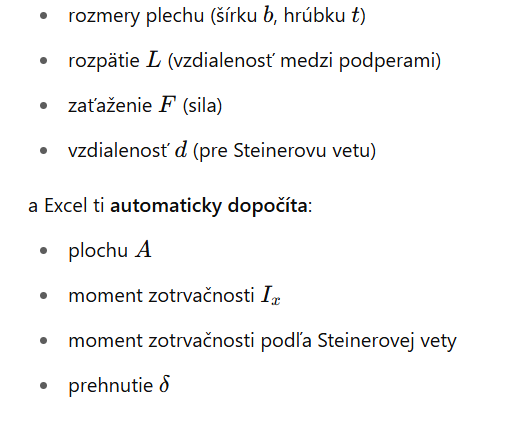 • rozmery plechu (šírku b, hrúbku t)
• rozpätie L (vzdialenosť medzi podperami)
• zaťaženie F (sila)
• vzdialenosť d (pre Steinerovu vetu)
a Excel ti automaticky dopočíta:
• plochu A
• moment zotrvačnosti Iₓ
• moment zotrvačnosti podľa Steinerovej vety
• prehnutie δ